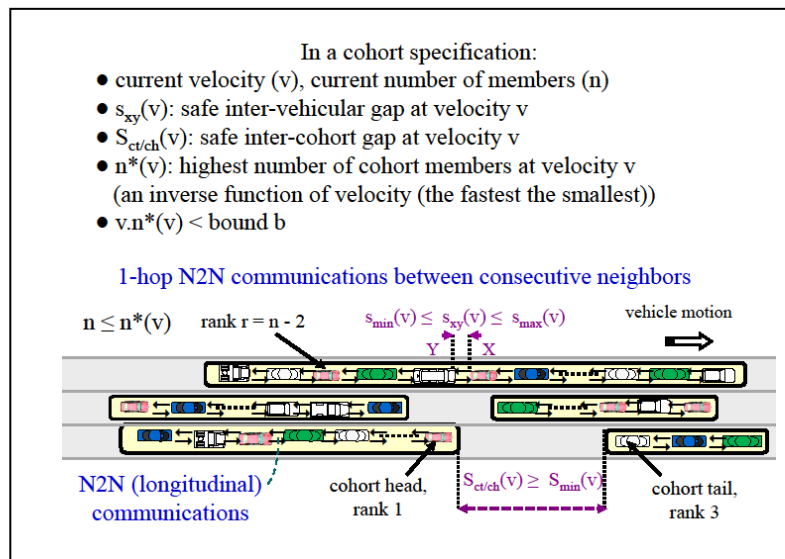 In a cohort specification:
● current velocity (v), current number of members (n)
● sxy(v): safe inter-vehicular gap at velocity v
● Sct/ch(v): safe inter-cohort gap at velocity v
● n*(v): highest number of cohort members at velocity v
(an inverse function of velocity (the fastest the smallest))
● v.n*(v) < bound b
1-hop N2N communications between consecutive neighbors
n ≤ n*(v)
rank r = n - 2
smin(v) ≤ sxy(v) ≤ smax(v)
vehicle motion
Y X
N2N (longitudinal)
communications
cohort head,
rank 1
Sct/ch(v) ≥ Smin(v)
cohort tail,
rank 3